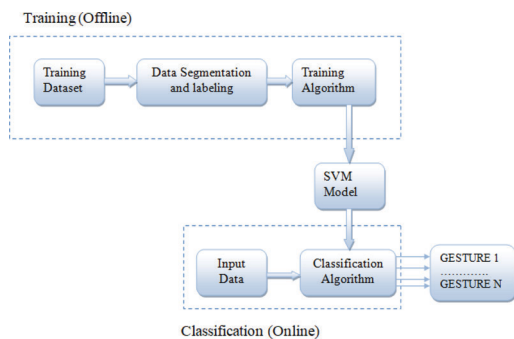 Training (Offline)
Training
Dataset
Data Segmentation
and labeling
Training
Algorithm
SVM
Model
Input
Data
Classification
Algorithm
GESTURE 1
.............
GESTURE N
Classification (Online)